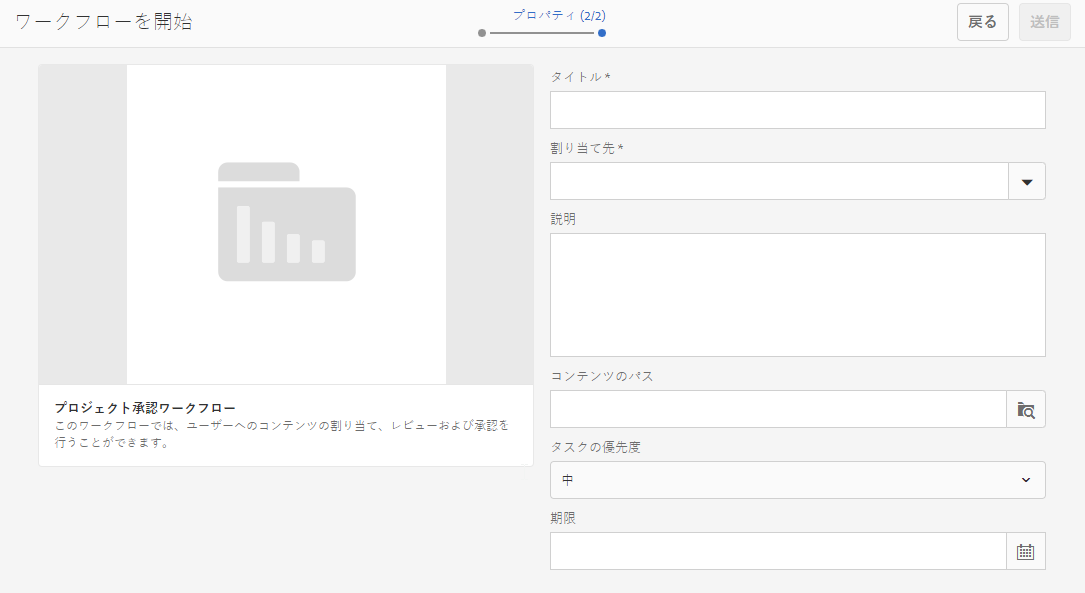 ワークフローを開始
プロパティ (2/2)
戻る
送信
プロジェクト承認ワークフロー
このワークフローでは、ユーザーへのコンテンツの割り当て、レビューおよび承認を
行うことができます。
タイトル *
割り当て先 *
説明
コンテンツのパス
タスクの優先度
中
期限